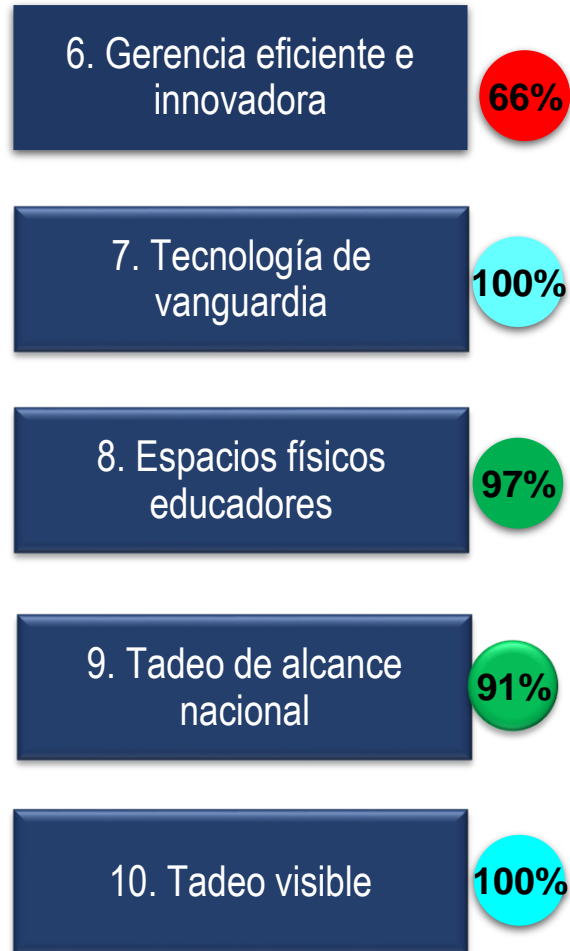 6. Gerencia eficiente e
innovadora
66%
7. Tecnología de
vanguardia
100%
8. Espacios físicos
educadores
97%
9. Tadeo de alcance
nacional
91%
10. Tadeo visible
100%